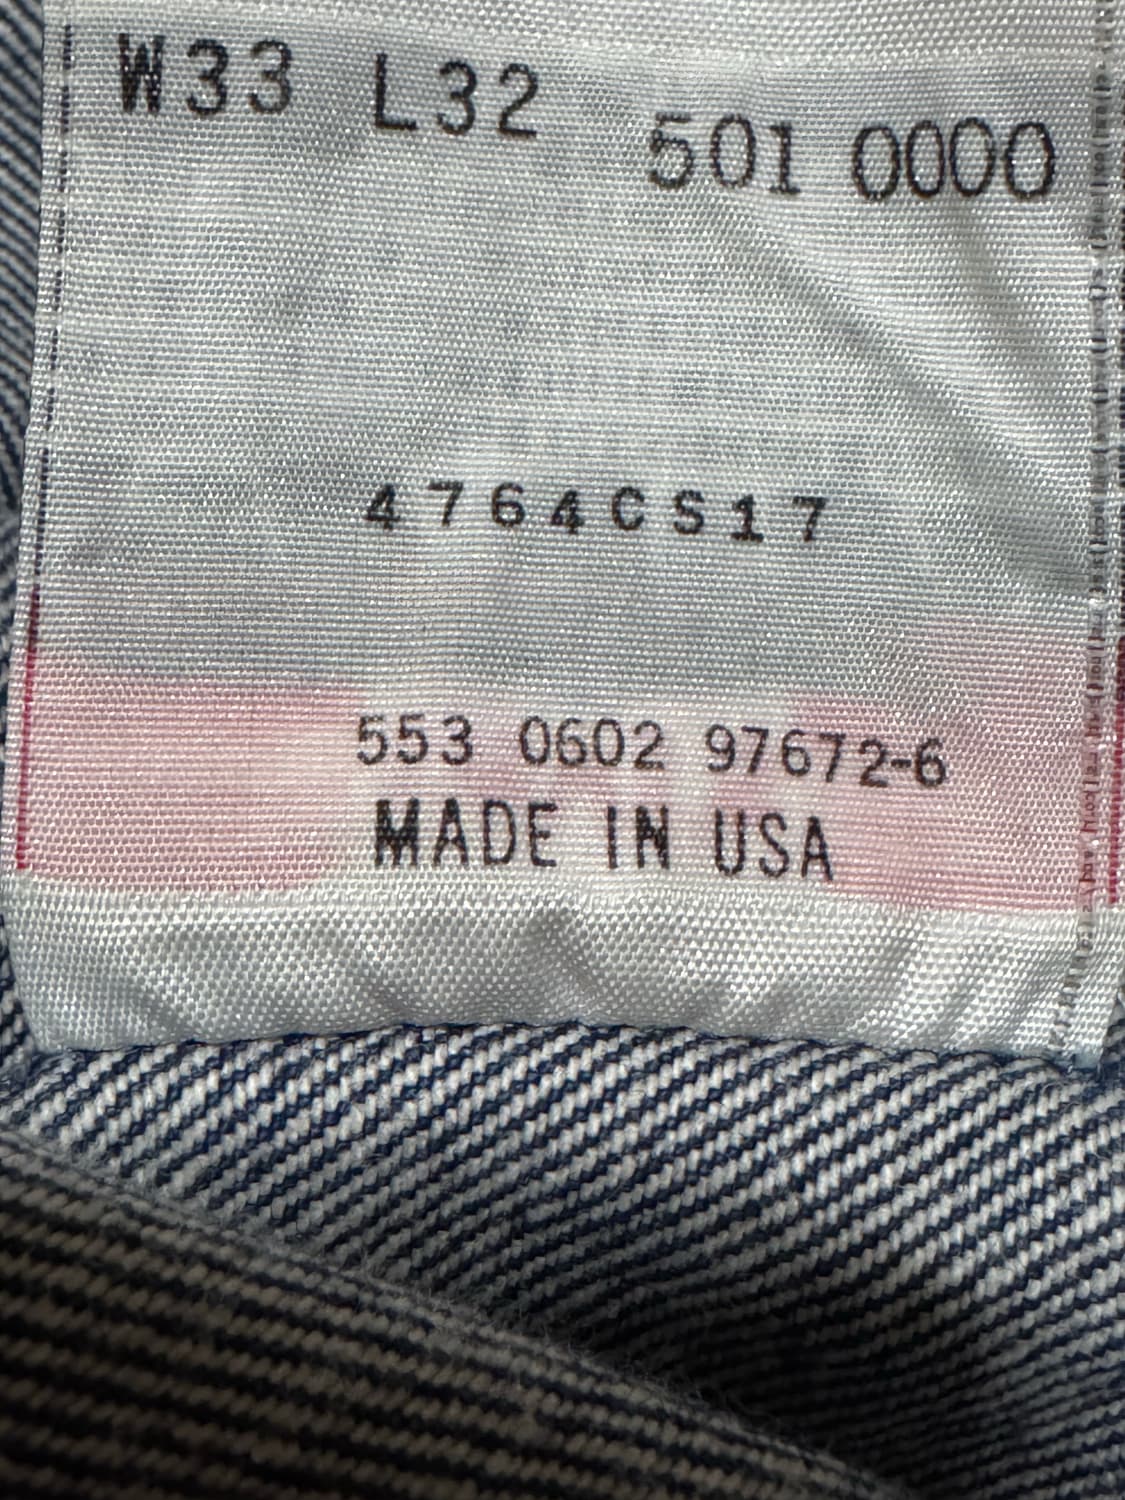 W33 L32 501 0000
4764CS17
553 0602 97672-6
MADE IN USA